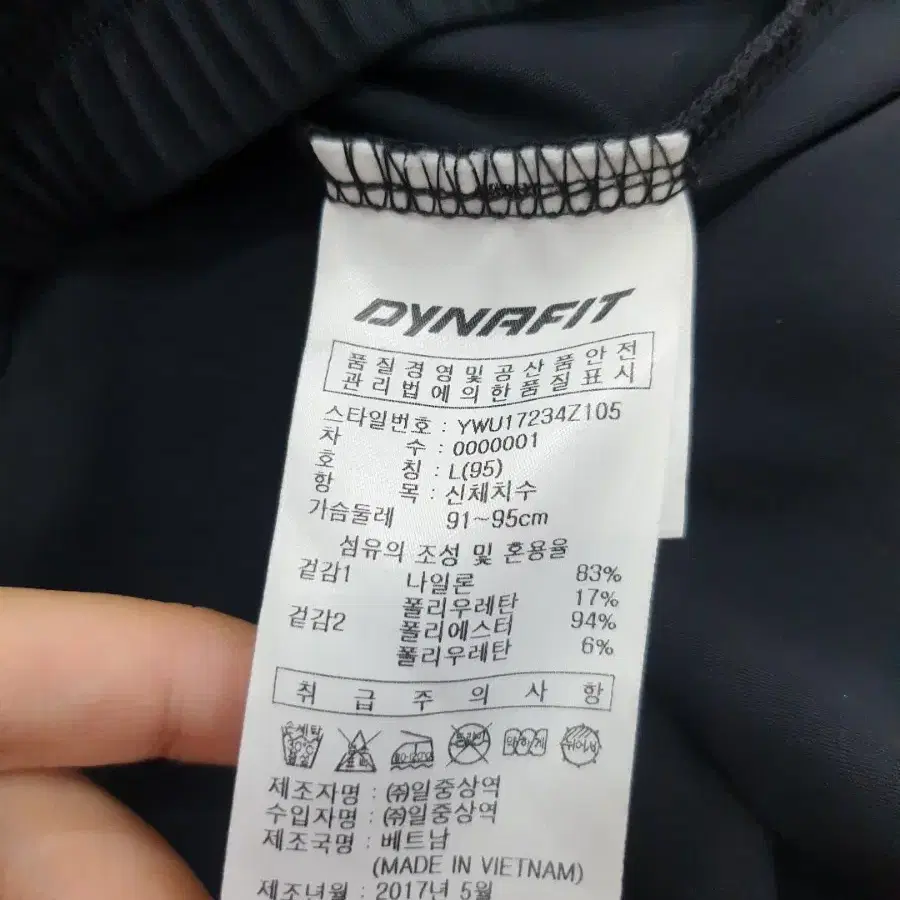 DYNAFIT
품질경영및공산품안전
관리법에의한품질표시
스타일번호 : YWU17234Z105
차 수 : 0000001
호 칭 : L(95)
항 목 : 신체치수
가슴둘레 91~95cm
섬유의 조성 및 혼용율
겉감1 나일론 83%
폴리우레탄 17%
겉감2 폴리에스터 94%
폴리우레탄 6%
취급주의사항
손세탁 약하게
제조자명 : ㈜일중상역
수입자명 : ㈜일중상역
제조국명 : 베트남
(MADE IN VIETNAM)
제조년월 : 2017년 5월